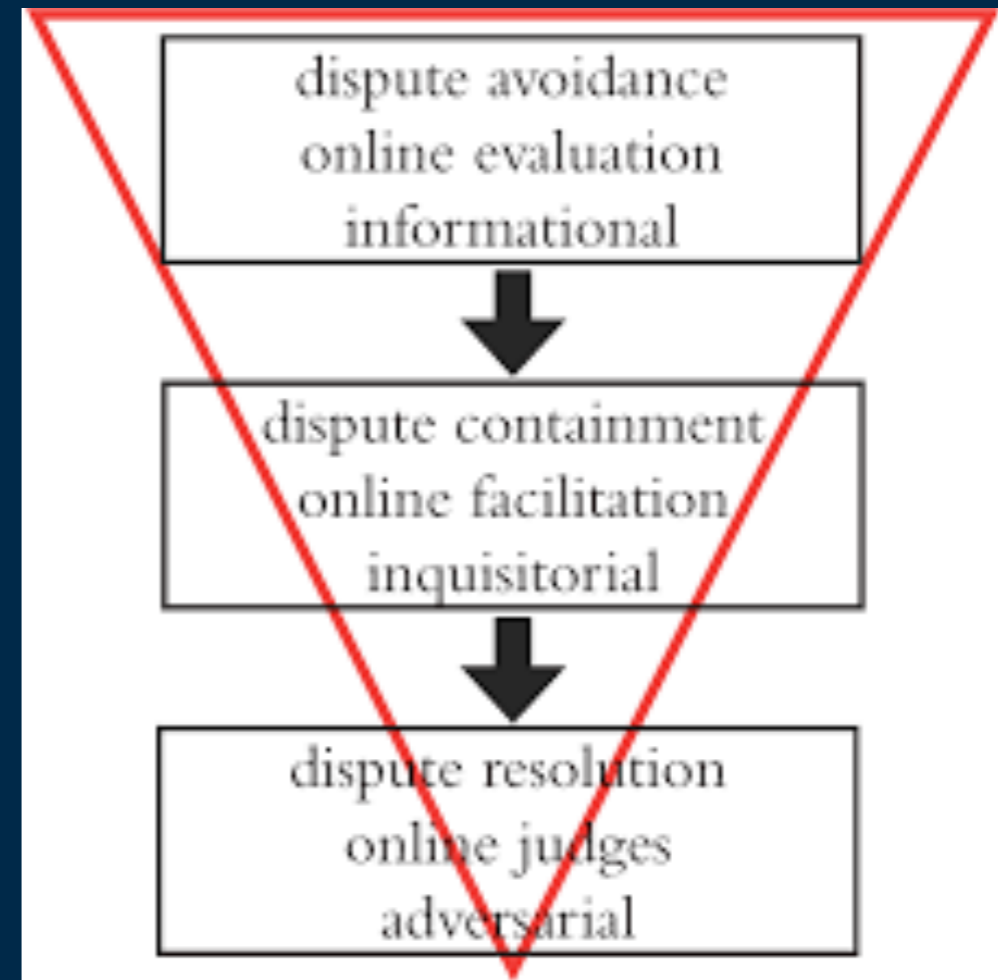 dispute avoidance
online evaluation
informational
dispute containment
online facilitation
inquisitorial
dispute resolution
online judges
adversarial